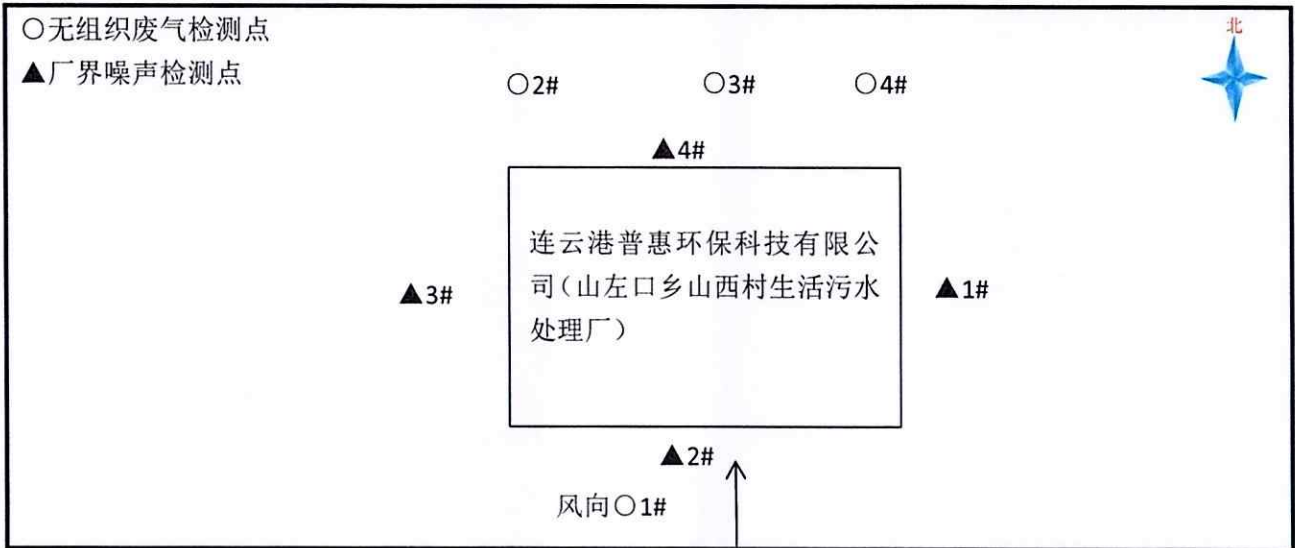 ○无组织废气检测点
▲厂界噪声检测点
北
○2#
○3#
○4#
▲4#
连云港普惠环保科技有限公
司（山左口乡山西村生活污水
处理厂）
▲3#
▲1#
▲2#
风向○1#